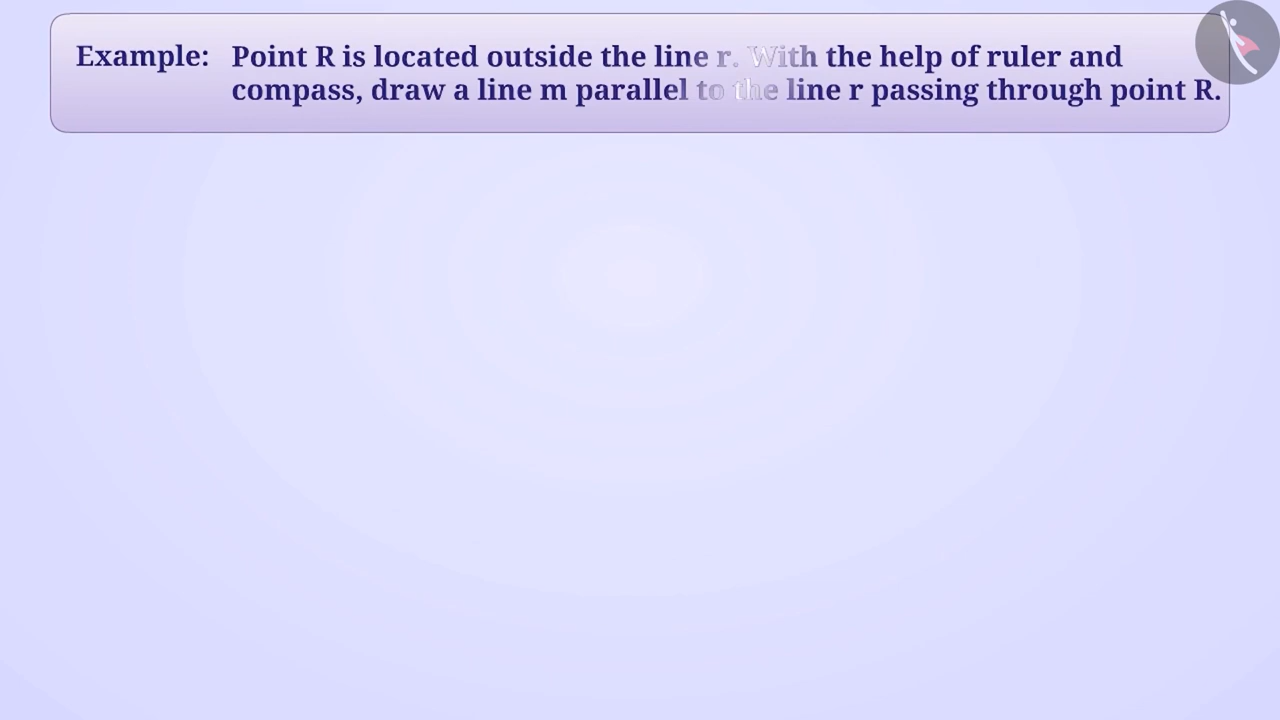 Example: Point R is located outside the line r. With the help of ruler and
compass, draw a line m parallel to the line r passing through point R.